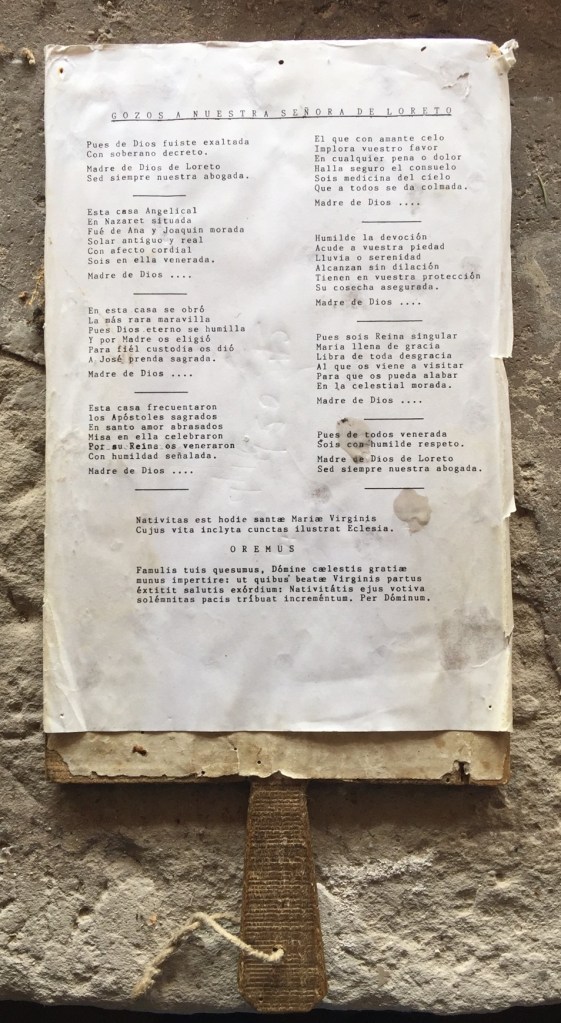 GOZOS A NUESTRA SEÑORA DE LORETO
Pues de Dios fuiste exaltada
Con soberano decreto.
Madre de Dios de Loreto
Sed siempre nuestra abogada.
Esta casa Angelical
En Nazaret situada
Fué de Ana y Joaquin morada
Solar antiguo y real
Con afecto cordial
Sois en ella venerada.
Madre de Dios ....
En esta casa se obró
La más rara maravilla
Pues Dios eterno se humilla
Y por Madre os eligió
Para fiél custodia os dió
A José prenda sagrada.
Madre de Dios ....
Esta casa frecuentaron
los Apóstoles sagrados
En santo amor abrasados
Misa en ella celebraron
Por su Reina os veneraron
Con humildad señalada.
Madre de Dios ....
El que con amante celo
Implora vuestro favor
En cualquier pena o dolor
Halla seguro el consuelo
Sois medicina del cielo
Que a todos se da colmada.
Madre de Dios ....
Humilde la devoción
Acude a vuestra piedad
Lluvia o serenidad
Alcanzan sin dilación
Tienen en vuestra protección
Su cosecha asegurada.
Madre de Dios ....
Pues sois Reina singular
Maria llena de gracia
Libra de toda desgracia
Al que os viene a visitar
Para que os pueda alabar
En la celestial morada.
Madre de Dios ....
Pues de todos venerada
Sois con humilde respeto.
Madre de Dios de Loreto
Sed siempre nuestra abogada.
Nativitas est hodie santæ Mariæ Virginis
Cujus vita inclyta cunctas ilustrat Eclesia.
OREMUS
Famulis tuis quesumus, Dómine cælestis gratiæ
munus impertire: ut quibus beatæ Virginis partus
éxtitit salutis exórdium: Nativitátis ejus votiva
solémnitas pacis tríbuat increméntum. Per Dóminum.